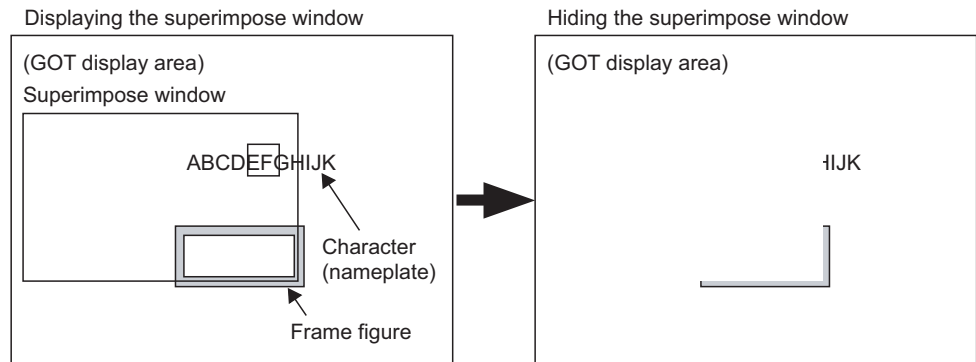 Displaying the superimpose window
(GOT display area)
Superimpose window
ABCDEFGHIJK
Character
(nameplate)
Frame figure
Hiding the superimpose window
(GOT display area)
HIJK